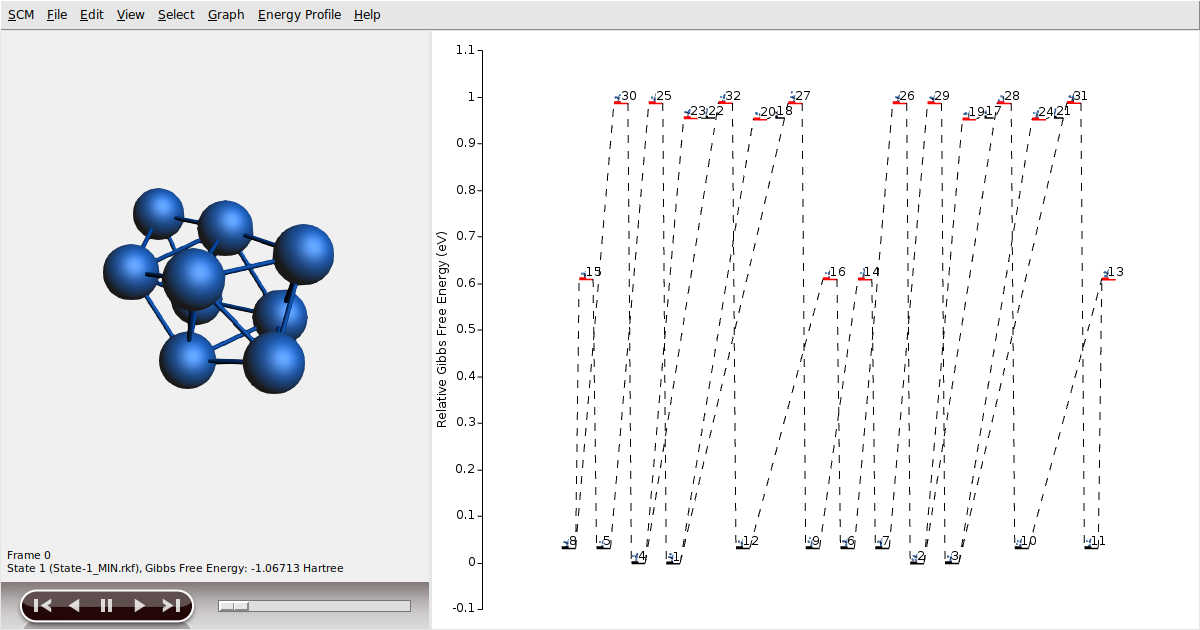 SCM File Edit View Select Graph Energy Profile Help
1.1
1
0.9
0.8
0.7
0.6
0.5
0.4
0.3
0.2
0.1
0
-0.1
Relative Gibbs Free Energy (eV)
30 25 32 27 26 29 28 31
23 22 20 18 19 17 24 21
15 16 14 13
8 5 12 9 6 7 10 11
4 1 2 3
Frame 0
State 1 (State-1_MIN.rkf), Gibbs Free Energy: -1.06713 Hartree